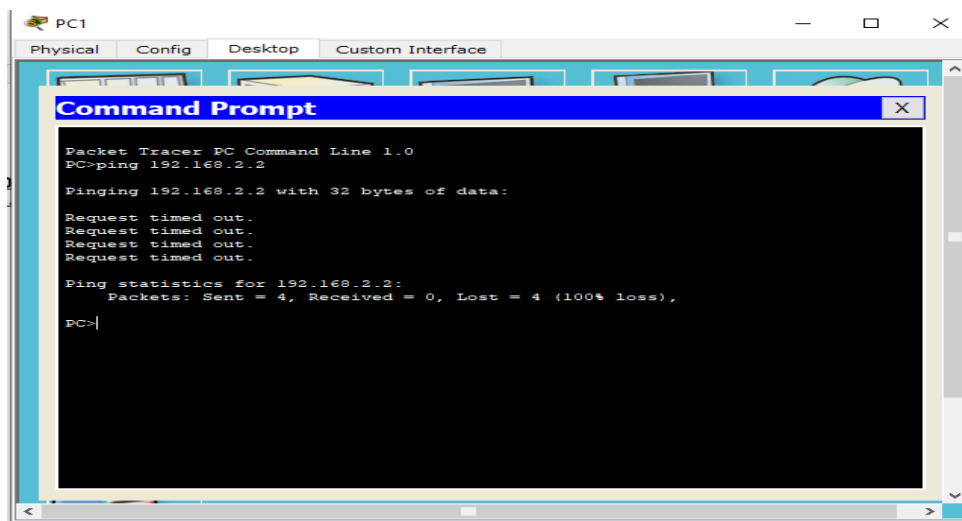 PC1
Physical Config Desktop Custom Interface
Command Prompt
X
Packet Tracer PC Command Line 1.0
PC>ping 192.168.2.2
Pinging 192.168.2.2 with 32 bytes of data:
Request timed out.
Request timed out.
Request timed out.
Request timed out.
Ping statistics for 192.168.2.2:
Packets: Sent = 4, Received = 0, Lost = 4 (100% loss),
PC>